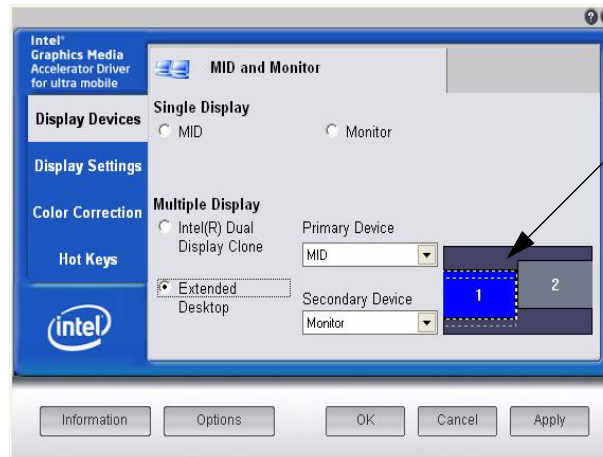 Intel®
Graphics Media
Accelerator Driver
for ultra mobile
MID and Monitor
Display Devices
Display Settings
Color Correction
Hot Keys
intel
Single Display
MID
Monitor
Multiple Display
Intel(R) Dual
Display Clone
Extended
Desktop
Primary Device
MID
Secondary Device
Monitor
1
2
Information
Options
OK
Cancel
Apply